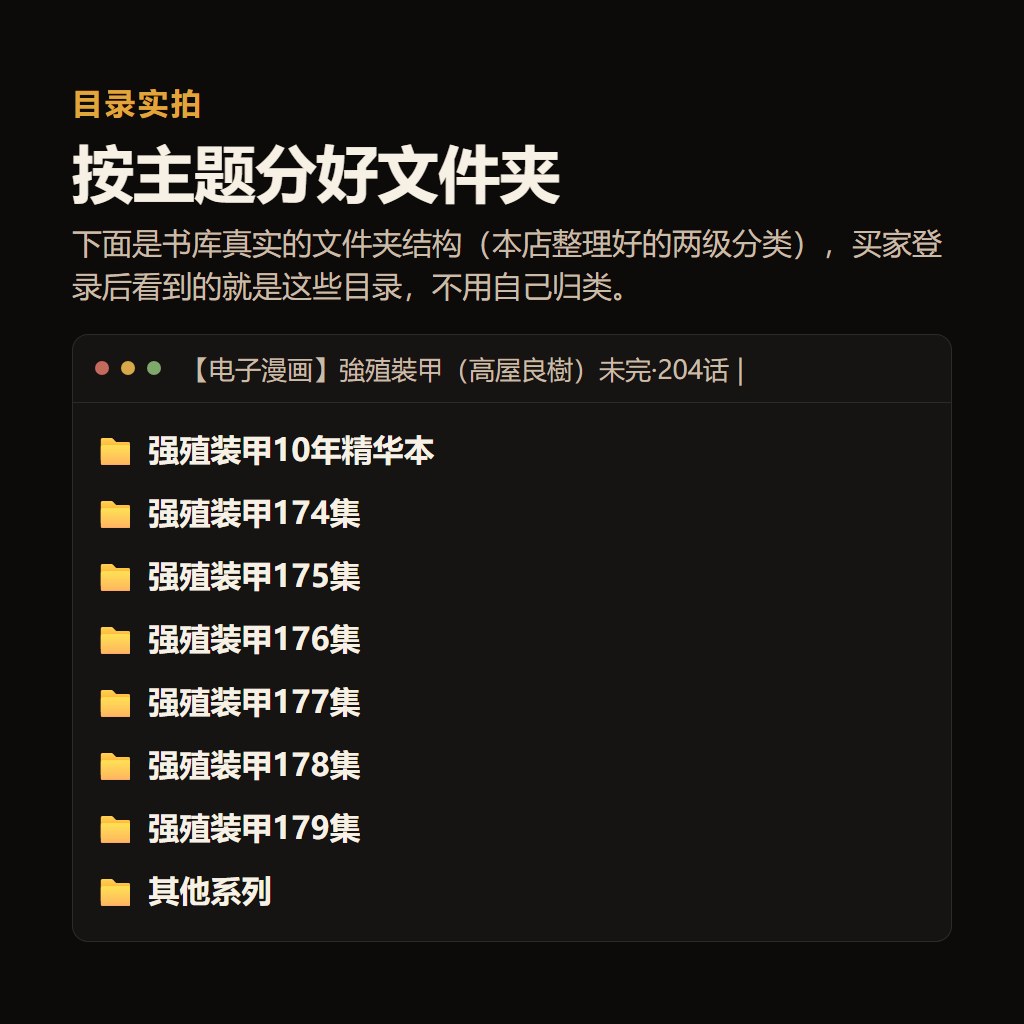 目录实拍
按主题分好文件夹
下面是书库真实的文件夹结构（本店整理好的两级分类），买家登
录后看到的就是这些目录，不用自己归类。
【电子漫画】強殖裝甲（高屋良樹）未完·204话 |
强殖装甲10年精华本
强殖装甲174集
强殖装甲175集
强殖装甲176集
强殖装甲177集
强殖装甲178集
强殖装甲179集
其他系列